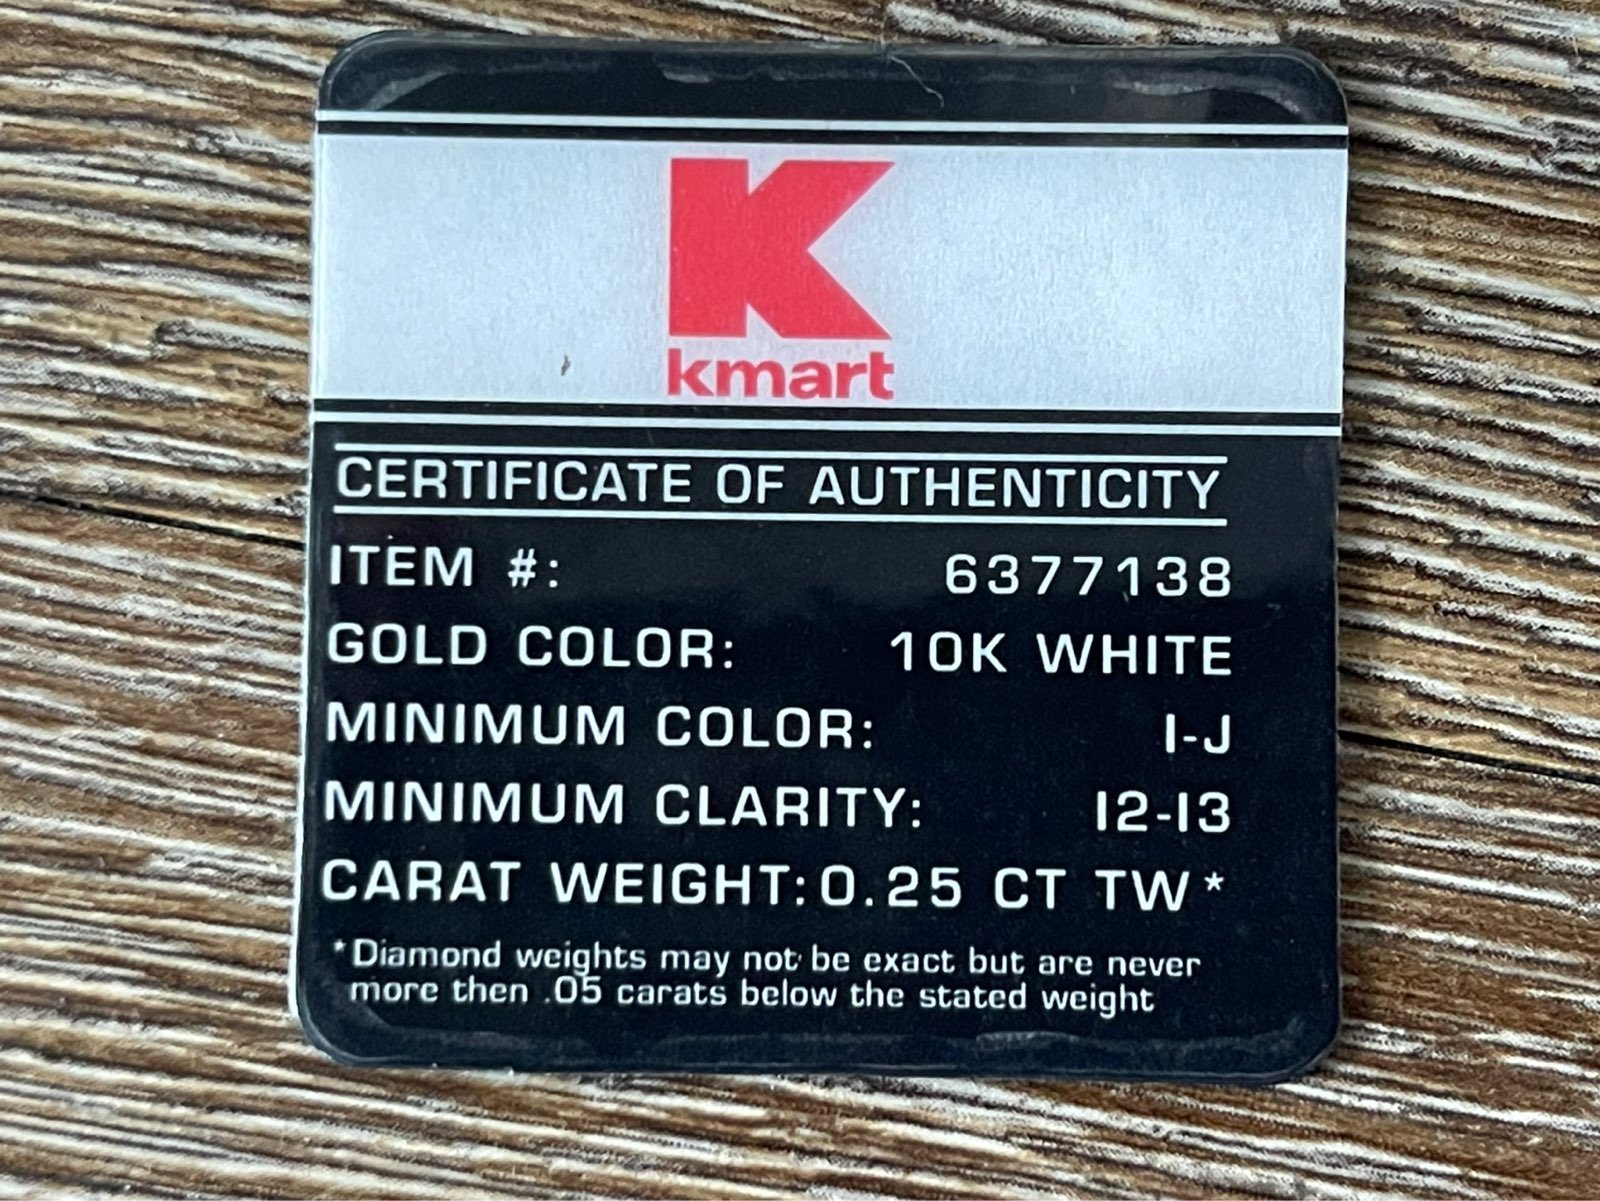 K
kmart
CERTIFICATE OF AUTHENTICITY
ITEM #: 6377138
GOLD COLOR: 10K WHITE
MINIMUM COLOR: I-J
MINIMUM CLARITY: I2-I3
CARAT WEIGHT: 0.25 CT TW*
*Diamond weights may not be exact but are never
more then .05 carats below the stated weight